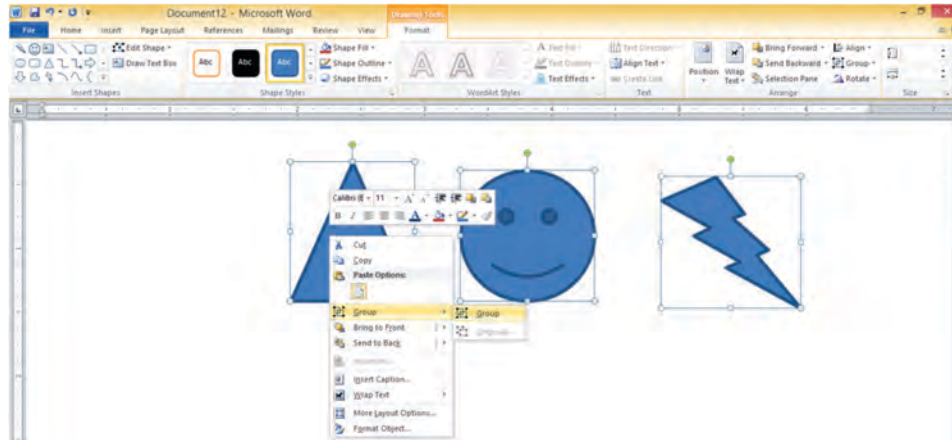 Document12 - Microsoft Word
Drawing Tools
File Home Insert Page Layout References Mailings Review View Format
Edit Shape
Draw Text Box
Insert Shapes
Abc Abc Abc
Shape Fill
Shape Outline
Shape Effects
Shape Styles
A A A
Text Fill
Text Outline
Text Effects
WordArt Styles
Text Direction
Align Text
Create Link
Text
Position Wrap Text
Bring Forward
Send Backward
Selection Pane
Align
Group
Rotate
Arrange
Size
Calibri (E 11 A A
B I A
Cut
Copy
Paste Options:
Group
Group
Bring to Front
Send to Back
Insert Caption...
Wrap Text
More Layout Options...
Format Object...